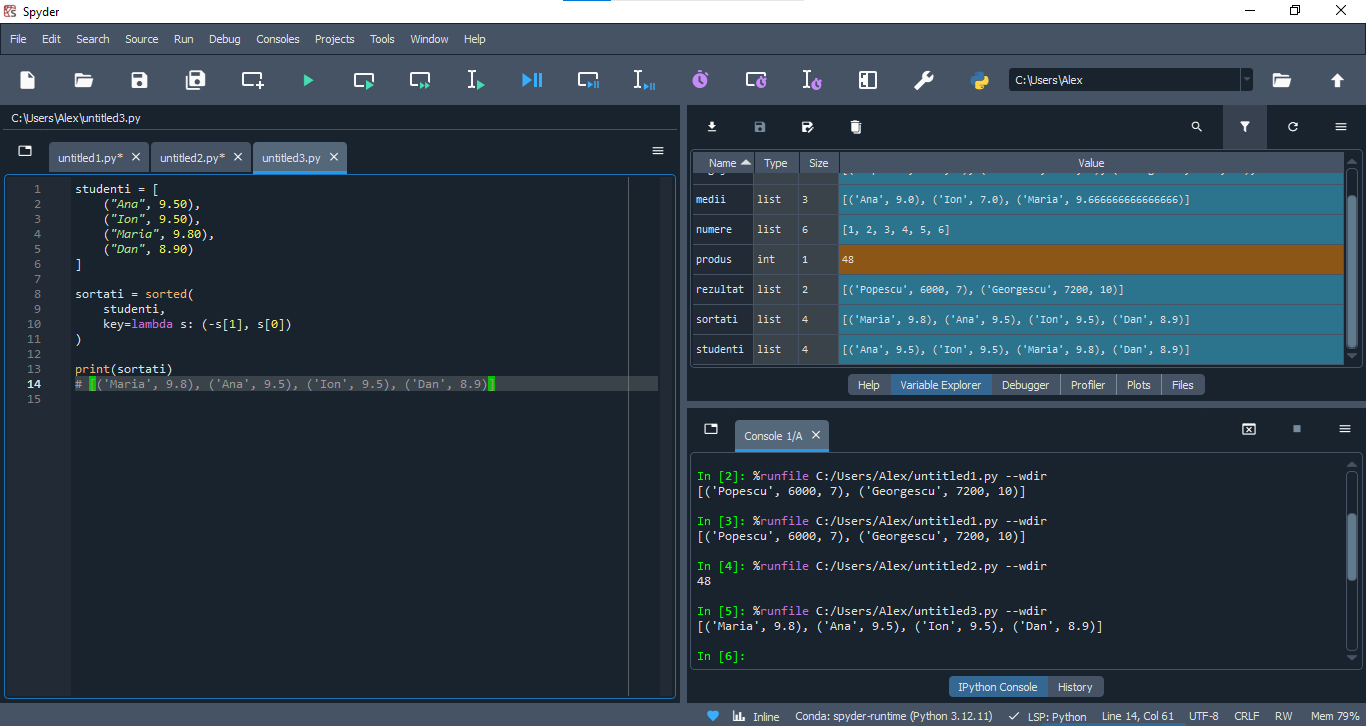 Spyder
File Edit Search Source Run Debug Consoles Projects Tools Window Help
C:\Users\Alex
C:\Users\Alex\untitled3.py
untitled1.py* untitled2.py* untitled3.py
1 studenti = [
2     ("Ana", 9.50),
3     ("Ion", 9.50),
4     ("Maria", 9.80),
5     ("Dan", 8.90)
6 ]
7
8 sortati = sorted(
9     studenti,
10     key=lambda s: (-s[1], s[0])
11 )
12
13 print(sortati)
14 # [('Maria', 9.8), ('Ana', 9.5), ('Ion', 9.5), ('Dan', 8.9)]
15
Name Type Size Value
medii list 3 [('Ana', 9.0), ('Ion', 7.0), ('Maria', 9.666666666666666)]
numere list 6 [1, 2, 3, 4, 5, 6]
produs int 1 48
rezultat list 2 [('Popescu', 6000, 7), ('Georgescu', 7200, 10)]
sortati list 4 [('Maria', 9.8), ('Ana', 9.5), ('Ion', 9.5), ('Dan', 8.9)]
studenti list 4 [('Ana', 9.5), ('Ion', 9.5), ('Maria', 9.8), ('Dan', 8.9)]
Help Variable Explorer Debugger Profiler Plots Files
Console 1/A
In [2]: %runfile C:/Users/Alex/untitled1.py --wdir
[('Popescu', 6000, 7), ('Georgescu', 7200, 10)]
In [3]: %runfile C:/Users/Alex/untitled1.py --wdir
[('Popescu', 6000, 7), ('Georgescu', 7200, 10)]
In [4]: %runfile C:/Users/Alex/untitled2.py --wdir
48
In [5]: %runfile C:/Users/Alex/untitled3.py --wdir
[('Maria', 9.8), ('Ana', 9.5), ('Ion', 9.5), ('Dan', 8.9)]
In [6]:
IPython Console History
Inline Conda: spyder-runtime (Python 3.12.11) LSP: Python Line 14, Col 61 UTF-8 CRLF RW Mem 79%